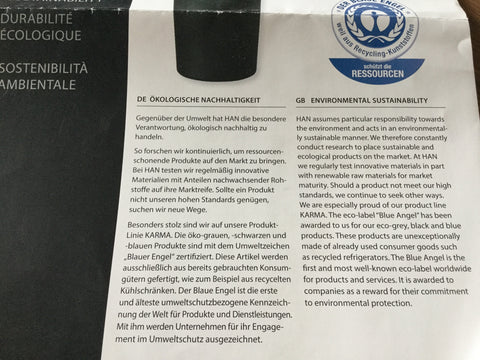 SUSTAINABILITY
DURABILITÉ
ÉCOLOGIQUE
SOSTENIBILITÀ
AMBIENTALE
DER BLAUE ENGEL
weil aus Recycling-Kunststoffen
schützt die
RESSOURCEN
DE ÖKOLOGISCHE NACHHALTIGKEIT
Gegenüber der Umwelt hat HAN die besondere
Verantwortung, ökologisch nachhaltig zu
handeln.
So forschen wir kontinuierlich, um ressourcen-
schonende Produkte auf den Markt zu bringen.
Bei HAN testen wir regelmäßig innovative
Materialien mit Anteilen nachwachsender Roh-
stoffe auf ihre Marktreife. Sollte ein Produkt
nicht unseren hohen Standards genügen,
suchen wir neue Wege.
Besonders stolz sind wir auf unsere Produkt-
Linie KARMA. Die öko-grauen, -schwarzen und
-blauen Produkte sind mit dem Umweltzeichen
„Blauer Engel“ zertifiziert. Diese Artikel werden
ausschließlich aus bereits gebrauchten Konsum-
gütern gefertigt, wie zum Beispiel aus recycelten
Kühlschränken. Der Blaue Engel ist die erste
und älteste umweltschutzbezogene Kennzeich-
nung der Welt für Produkte und Dienstleistungen.
Mit ihm werden Unternehmen für ihr Engage-
ment im Umweltschutz ausgezeichnet.
GB ENVIRONMENTAL SUSTAINABILITY
HAN assumes particular responsibility towards
the environment and acts in an environmental-
ly sustainable manner. We therefore constantly
conduct research to place sustainable and
ecological products on the market. At HAN
we regularly test innovative materials in part
with renewable raw materials for market
maturity. Should a product not meet our high
standards, we continue to seek other ways.
We are especially proud of our product line
KARMA. The eco-label “Blue Angel” has been
awarded to us for our eco-grey, black and blue
products. These products are unexceptionally
made of already used consumer goods such
as recycled refrigerators. The Blue Angel is the
first and most well-known eco-label worldwide
for products and services. It is awarded to
companies as a reward for their commitment
to environmental protection.